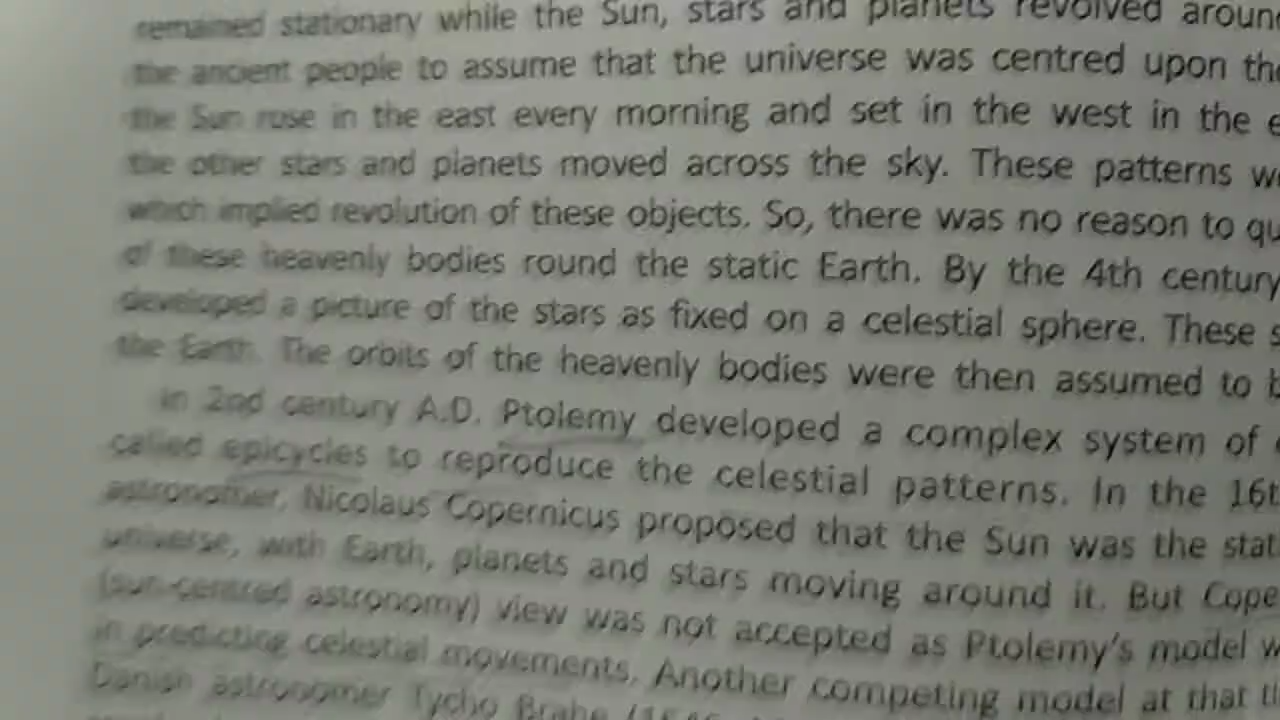 remained stationary while the Sun, stars and planets revolved
the ancient people to assume that the universe was centred upon
the Sun rose in the east every morning and set in the west in the
the other stars and planets moved across the sky. These patterns
which implied revolution of these objects. So, there was no reason to
of these heavenly bodies round the static Earth. By the 4th century
developed a picture of the stars as fixed on a celestial sphere. These
the Earth. The orbits of the heavenly bodies were then assumed to
in 2nd century A.D. Ptolemy developed a complex system of
called epicycles to reproduce the celestial patterns. In the
astronomer, Nicolaus Copernicus proposed that the Sun was the
universe, with Earth, planets and stars moving around it. But
(sun-centred astronomy) view was not accepted as Ptolemy's model
in predicting celestial movements. Another competing model at that
Danish astronomer Tycho Brahe